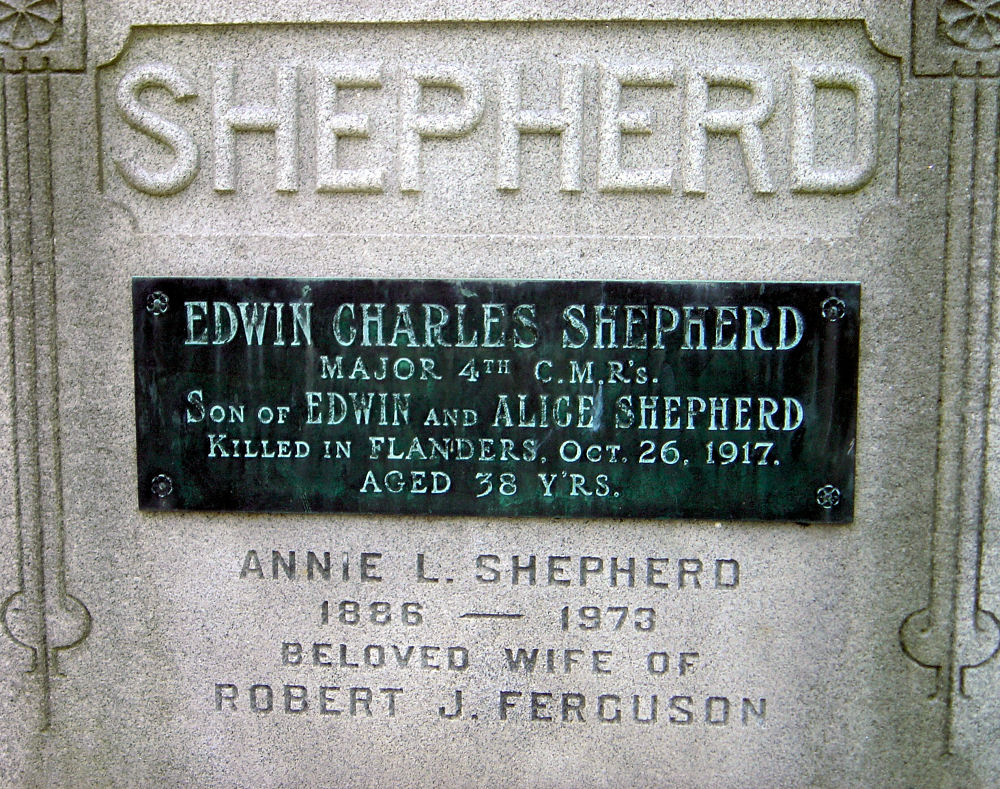 SHEPHERD
EDWIN CHARLES SHEPHERD
MAJOR 4TH C.M.R's.
SON OF EDWIN AND ALICE SHEPHERD
KILLED IN FLANDERS, OCT. 26, 1917.
AGED 38 Y'RS.
ANNIE L. SHEPHERD
1886 — 1973
BELOVED WIFE OF
ROBERT J. FERGUSON